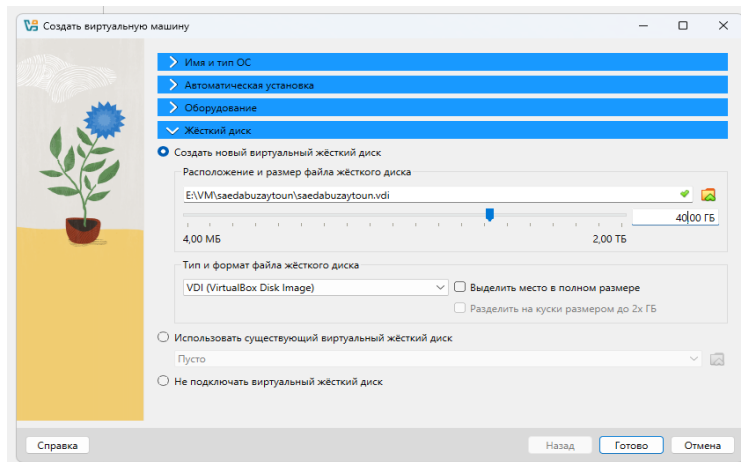 Создать виртуальную машину
Имя и тип ОС
Автоматическая установка
Оборудование
Жёсткий диск
Создать новый виртуальный жёсткий диск
Расположение и размер файла жёсткого диска
E:\VM\saedabuzaytoun\saedabuzaytoun.vdi
40,00 ГБ
4,00 МБ 2,00 ТБ
Тип и формат файла жёсткого диска
VDI (VirtualBox Disk Image) Выделить место в полном размере
Разделить на куски размером до 2х ГБ
Использовать существующий виртуальный жёсткий диск
Пусто
Не подключать виртуальный жёсткий диск
Справка Назад Готово Отмена